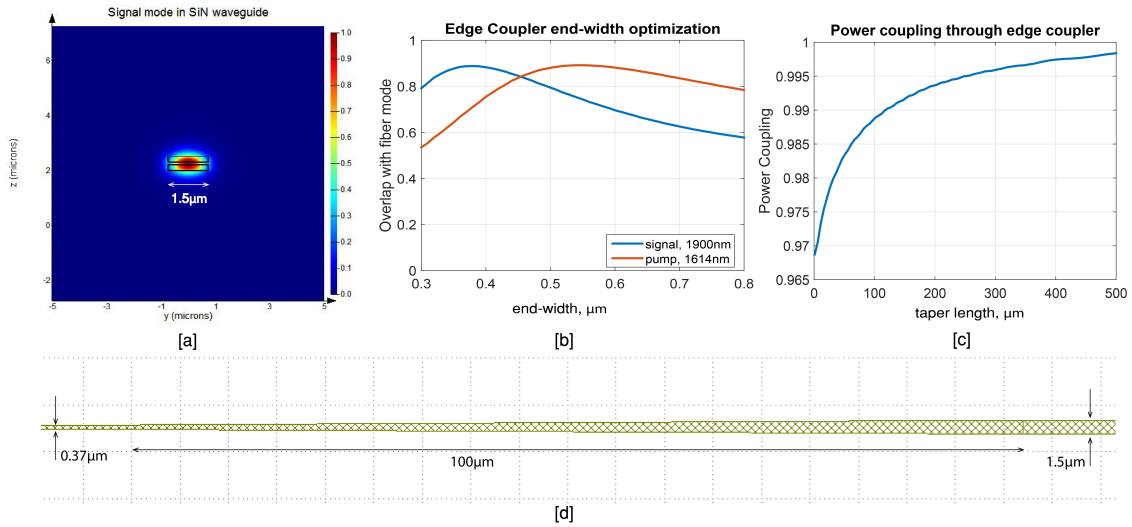 Signal mode in SiN waveguide
z (microns)
6
4
2
0
-2
-5
-3
-1
1
3
5
y (microns)
1.5μm
1.0
0.9
0.8
0.7
0.6
0.5
0.4
0.3
0.2
0.1
0.0
[a]
Edge Coupler end-width optimization
Overlap with fiber mode
1
0.8
0.6
0.4
0.2
0
0.3
0.4
0.5
0.6
0.7
0.8
end-width, μm
signal, 1900nm
pump, 1614nm
[b]
Power coupling through edge coupler
Power Coupling
1
0.995
0.99
0.985
0.98
0.975
0.97
0.965
0
100
200
300
400
500
taper length, μm
[c]
0.37μm
100μm
1.5μm
[d]